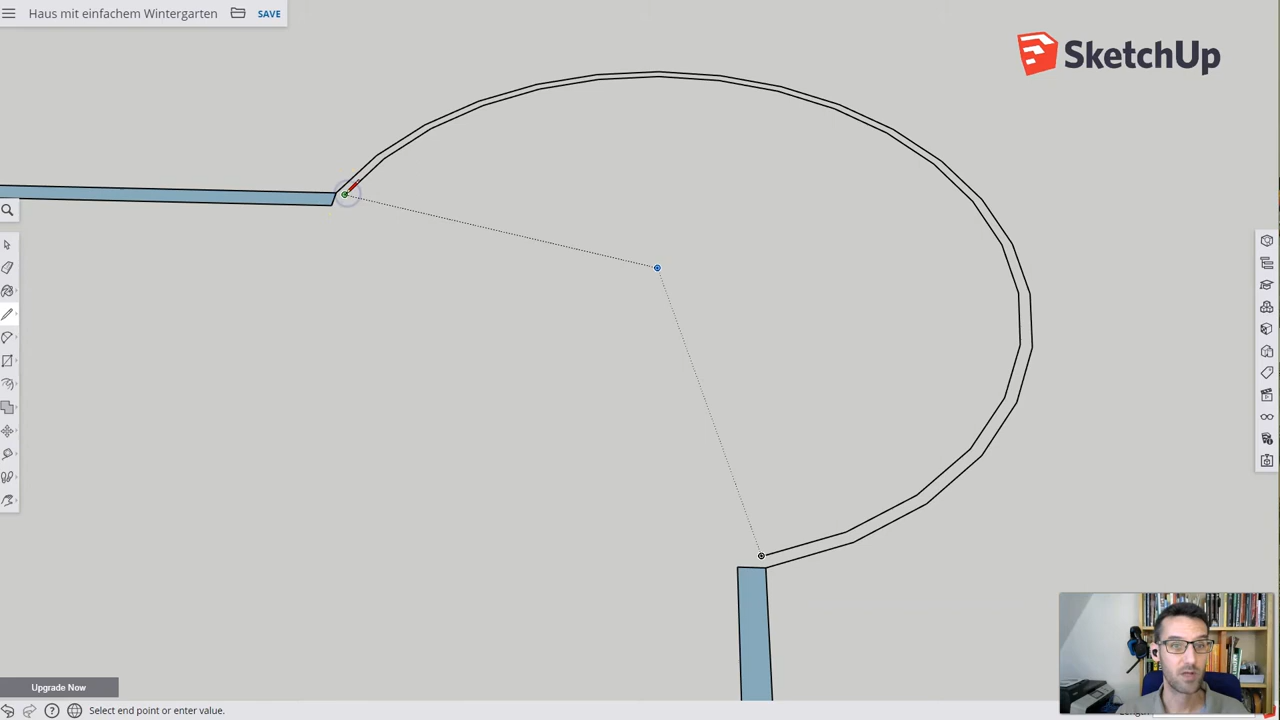 Haus mit einfachem Wintergarten SAVE
SketchUp
Upgrade Now
Select end point or enter value.